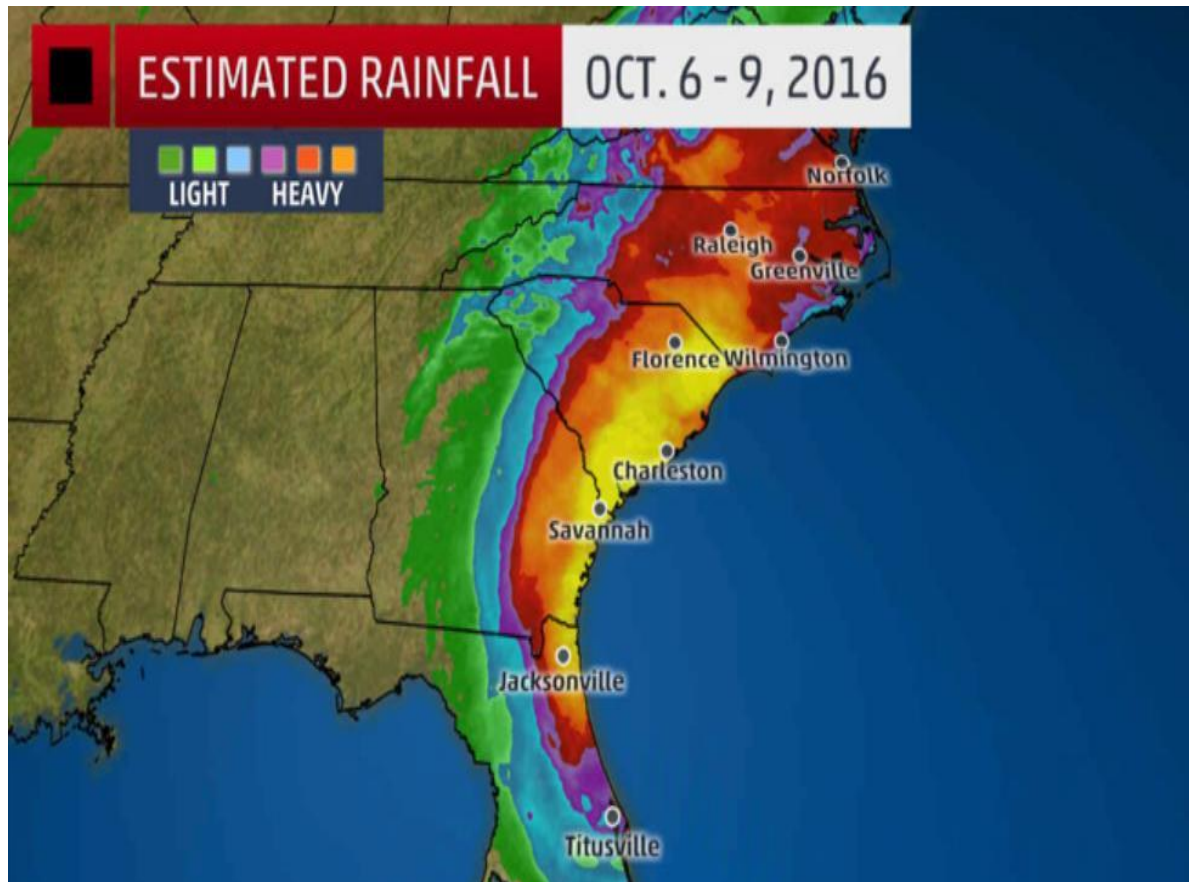 ESTIMATED RAINFALL OCT. 6 - 9, 2016
LIGHT HEAVY
Norfolk
Raleigh
Greenville
Florence Wilmington
Charleston
Savannah
Jacksonville
Titusville